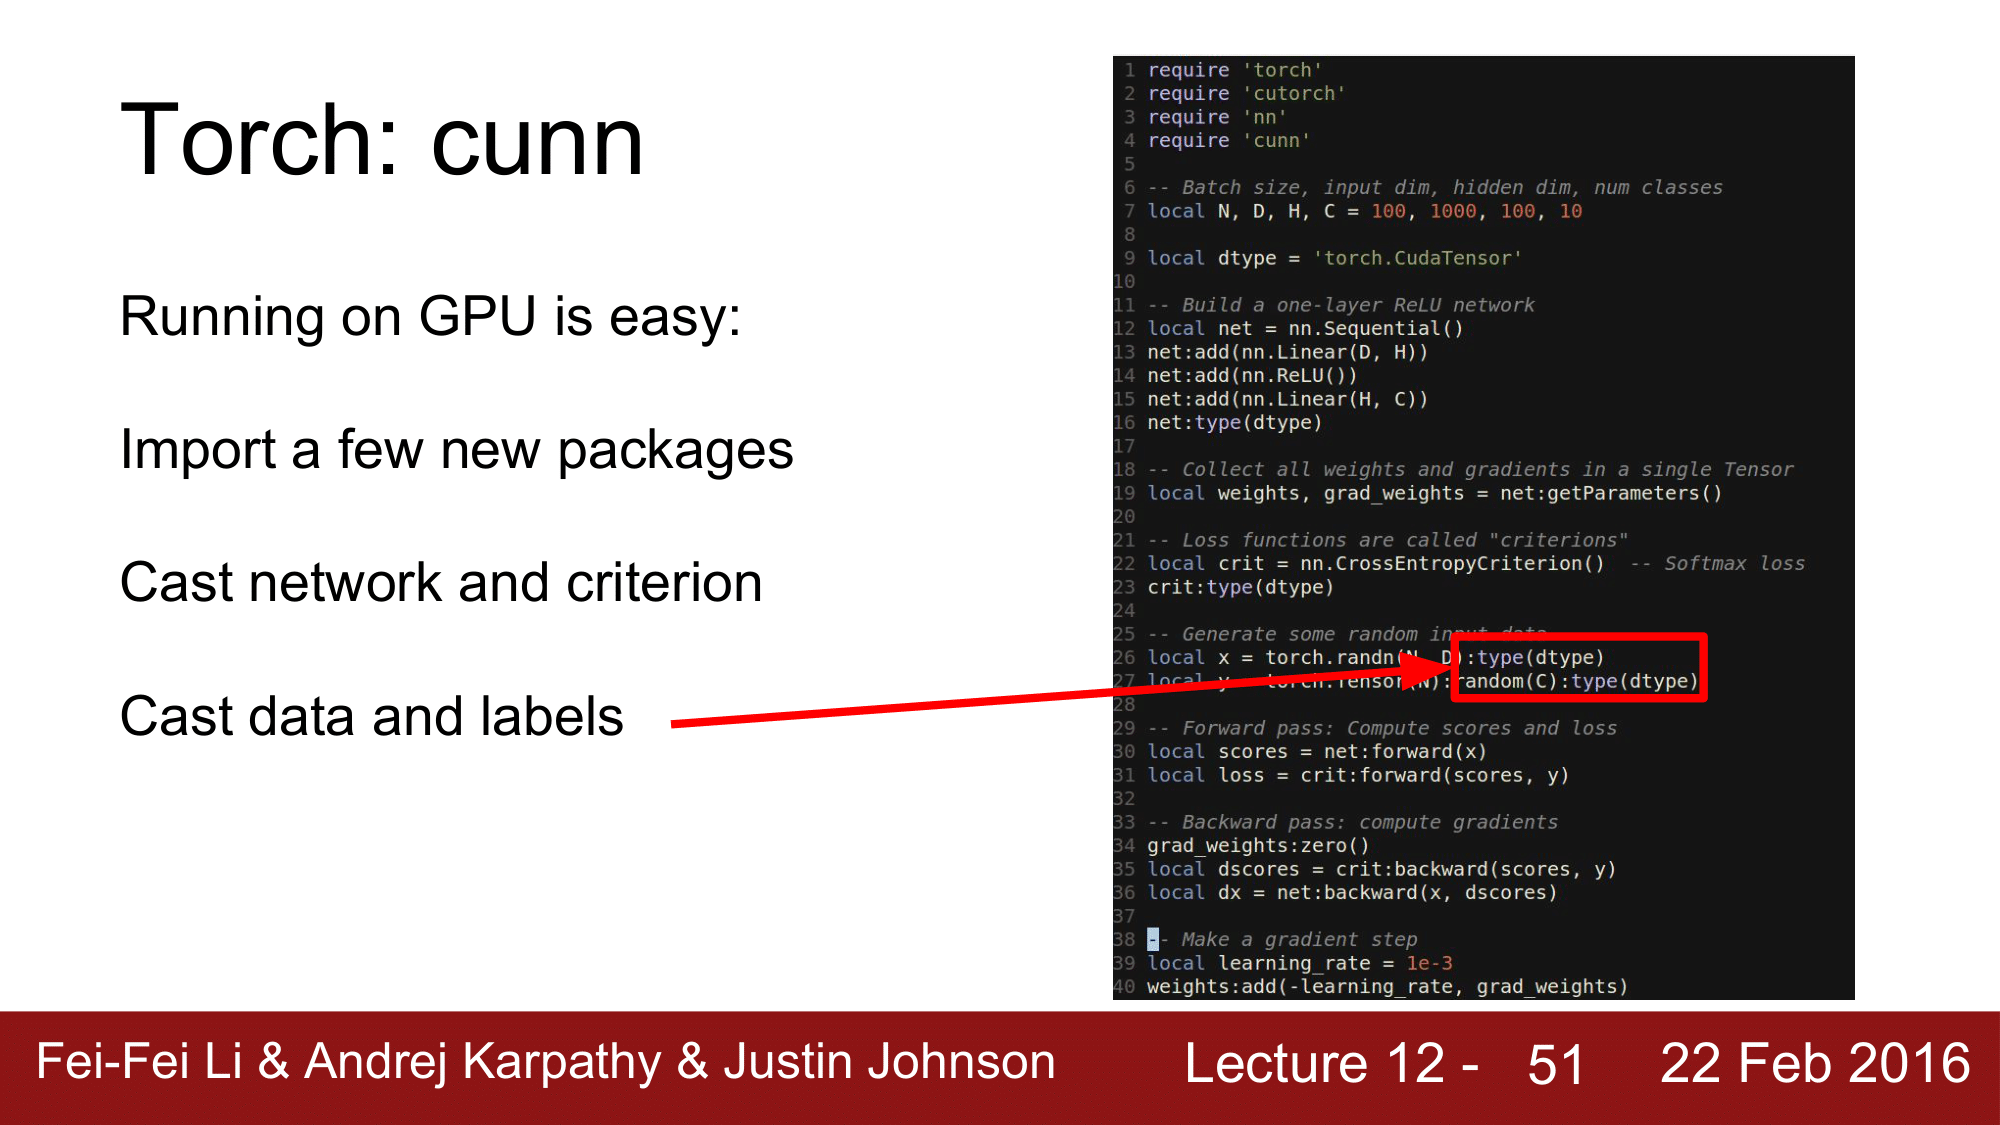 Torch: cunn
Running on GPU is easy:
Import a few new packages
Cast network and criterion
Cast data and labels
1 require 'torch'
2 require 'cutorch'
3 require 'nn'
4 require 'cunn'
5
6 -- Batch size, input dim, hidden dim, num classes
7 local N, D, H, C = 100, 1000, 100, 10
8
9 local dtype = 'torch.CudaTensor'
10
11 -- Build a one-layer ReLU network
12 local net = nn.Sequential()
13 net:add(nn.Linear(D, H))
14 net:add(nn.ReLU())
15 net:add(nn.Linear(H, C))
16 net:type(dtype)
17
18 -- Collect all weights and gradients in a single Tensor
19 local weights, grad_weights = net:getParameters()
20
21 -- Loss functions are called "criterions"
22 local crit = nn.CrossEntropyCriterion()  -- Softmax loss
23 crit:type(dtype)
24
25 -- Generate some random input data
26 local x = torch.randn(N, D):type(dtype)
27 local y = torch.Tensor(N):random(C):type(dtype)
28
29 -- Forward pass: Compute scores and loss
30 local scores = net:forward(x)
31 local loss = crit:forward(scores, y)
32
33 -- Backward pass: compute gradients
34 grad_weights:zero()
35 local dscores = crit:backward(scores, y)
36 local dx = net:backward(x, dscores)
37
38 -- Make a gradient step
39 local learning_rate = 1e-3
40 weights:add(-learning_rate, grad_weights)
Fei-Fei Li & Andrej Karpathy & Justin Johnson Lecture 12 - 51 22 Feb 2016